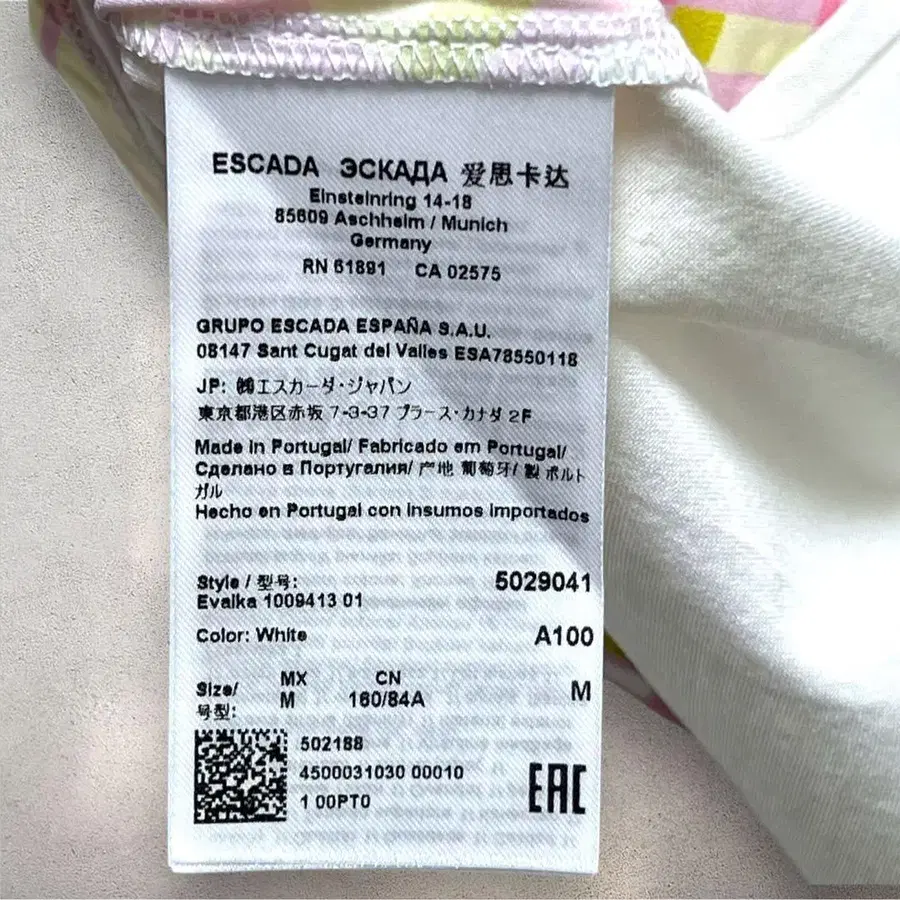 ESCADA ЭСКАДА 爱思卡达
Einsteinring 14-18
85609 Aschheim / Munich
Germany
RN 61891 CA 02575
GRUPO ESCADA ESPAÑA S.A.U.
08147 Sant Cugat del Valles ESA78550118
JP: ㈱エスカーダ・ジャパン
東京都港区赤坂 7-3-37 プラース・カナダ 2F
Made in Portugal/ Fabricado em Portugal/
Сделано в Португалия/ 产地 葡萄牙/ 製 ポルト
ガル
Hecho en Portugal con insumos importados
Style / 型号: 5029041
Evalka 1009413 01
Color: White A100
MX CN
Size/ M 160/84A M
号型:
502188
4500031030 00010
1 00PT0
EAC